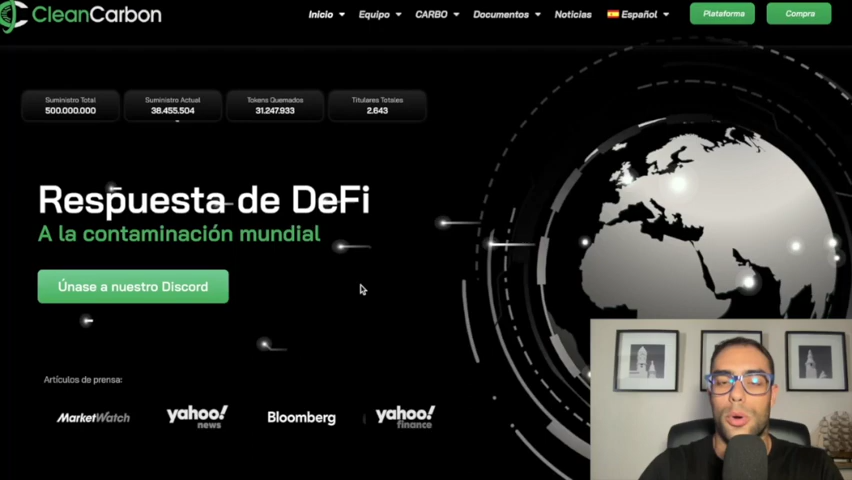 CleanCarbon
Inicio Equipo CARBO Documentos Noticias Español Plataforma Compra
Suministro Total Suministro Actual Tokens Quemados Titulares Totales
500.000.000 38.455.504 31.247.933 2.643
Respuesta de DeFi
A la contaminación mundial
Únase a nuestro Discord
Artículos de prensa:
MarketWatch yahoo! news Bloomberg yahoo! finance